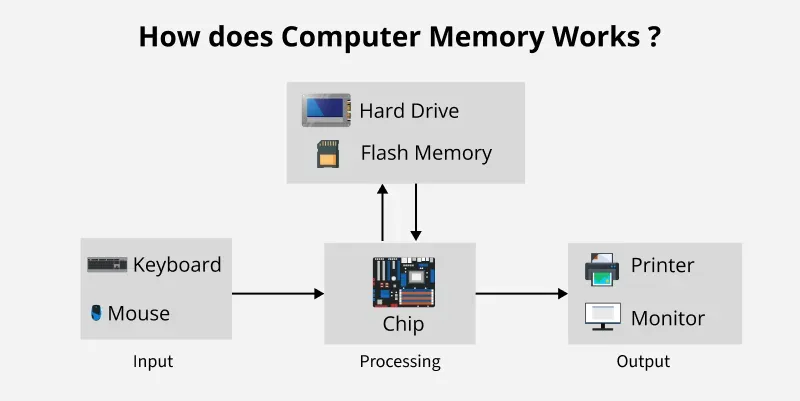 How does Computer Memory Works ?
Hard Drive
Flash Memory
Keyboard
Mouse
Chip
Printer
Monitor
Input
Processing
Output